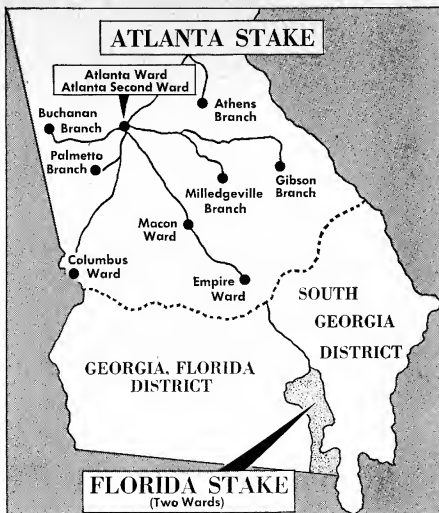 ATLANTA STAKE
Atlanta Ward
Atlanta Second Ward
Buchanan
Branch
Athens
Branch
Palmetto
Branch
Milledgeville
Branch
Gibson
Branch
Macon
Ward
Columbus
Ward
Empire
Ward
SOUTH
GEORGIA
DISTRICT
GEORGIA, FLORIDA
DISTRICT
FLORIDA STAKE
(Two Wards)